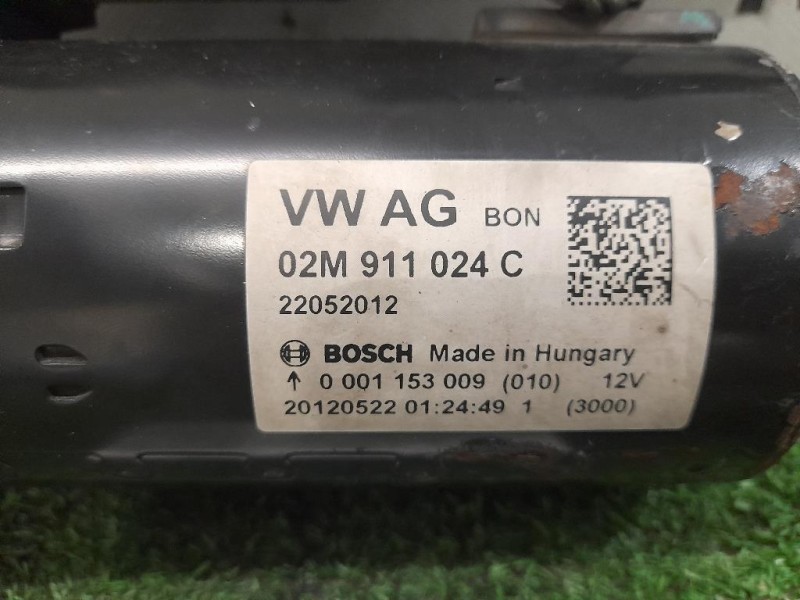 VW AG BON
02M 911 024 C
22052012
BOSCH Made in Hungary
↑ 0 001 153 009 (010) 12V
20120522 01:24:49 1 (3000)